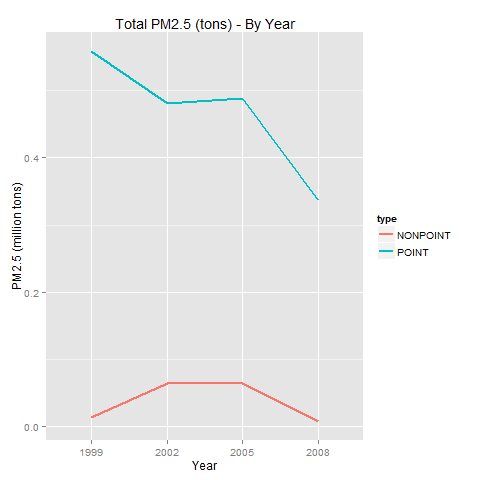 Total PM2.5 (tons) - By Year
PM2.5 (million tons)
0.4
0.2
0.0
1999 2002 2005 2008
Year
type
NONPOINT
POINT